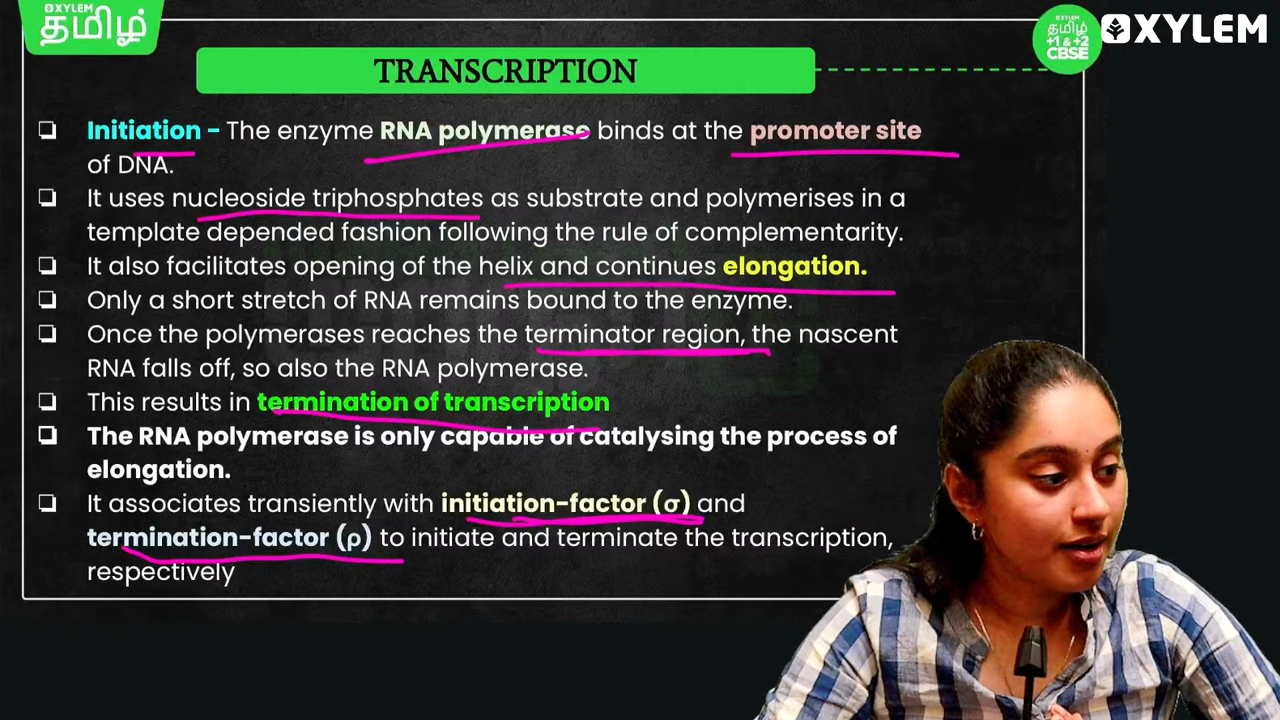 OXYLEM
தமிழ்
OXYLEM
தமிழ்
+1 & +2
CBSE
XYLEM
TRANSCRIPTION
❑ Initiation – The enzyme RNA polymerase binds at the promoter site
of DNA.
❑ It uses nucleoside triphosphates as substrate and polymerises in a
template depended fashion following the rule of complementarity.
❑ It also facilitates opening of the helix and continues elongation.
❑ Only a short stretch of RNA remains bound to the enzyme.
❑ Once the polymerases reaches the terminator region, the nascent
RNA falls off, so also the RNA polymerase.
❑ This results in termination of transcription
❑ The RNA polymerase is only capable of catalysing the process of
elongation.
❑ It associates transiently with initiation-factor (σ) and
termination-factor (ρ) to initiate and terminate the transcription,
respectively